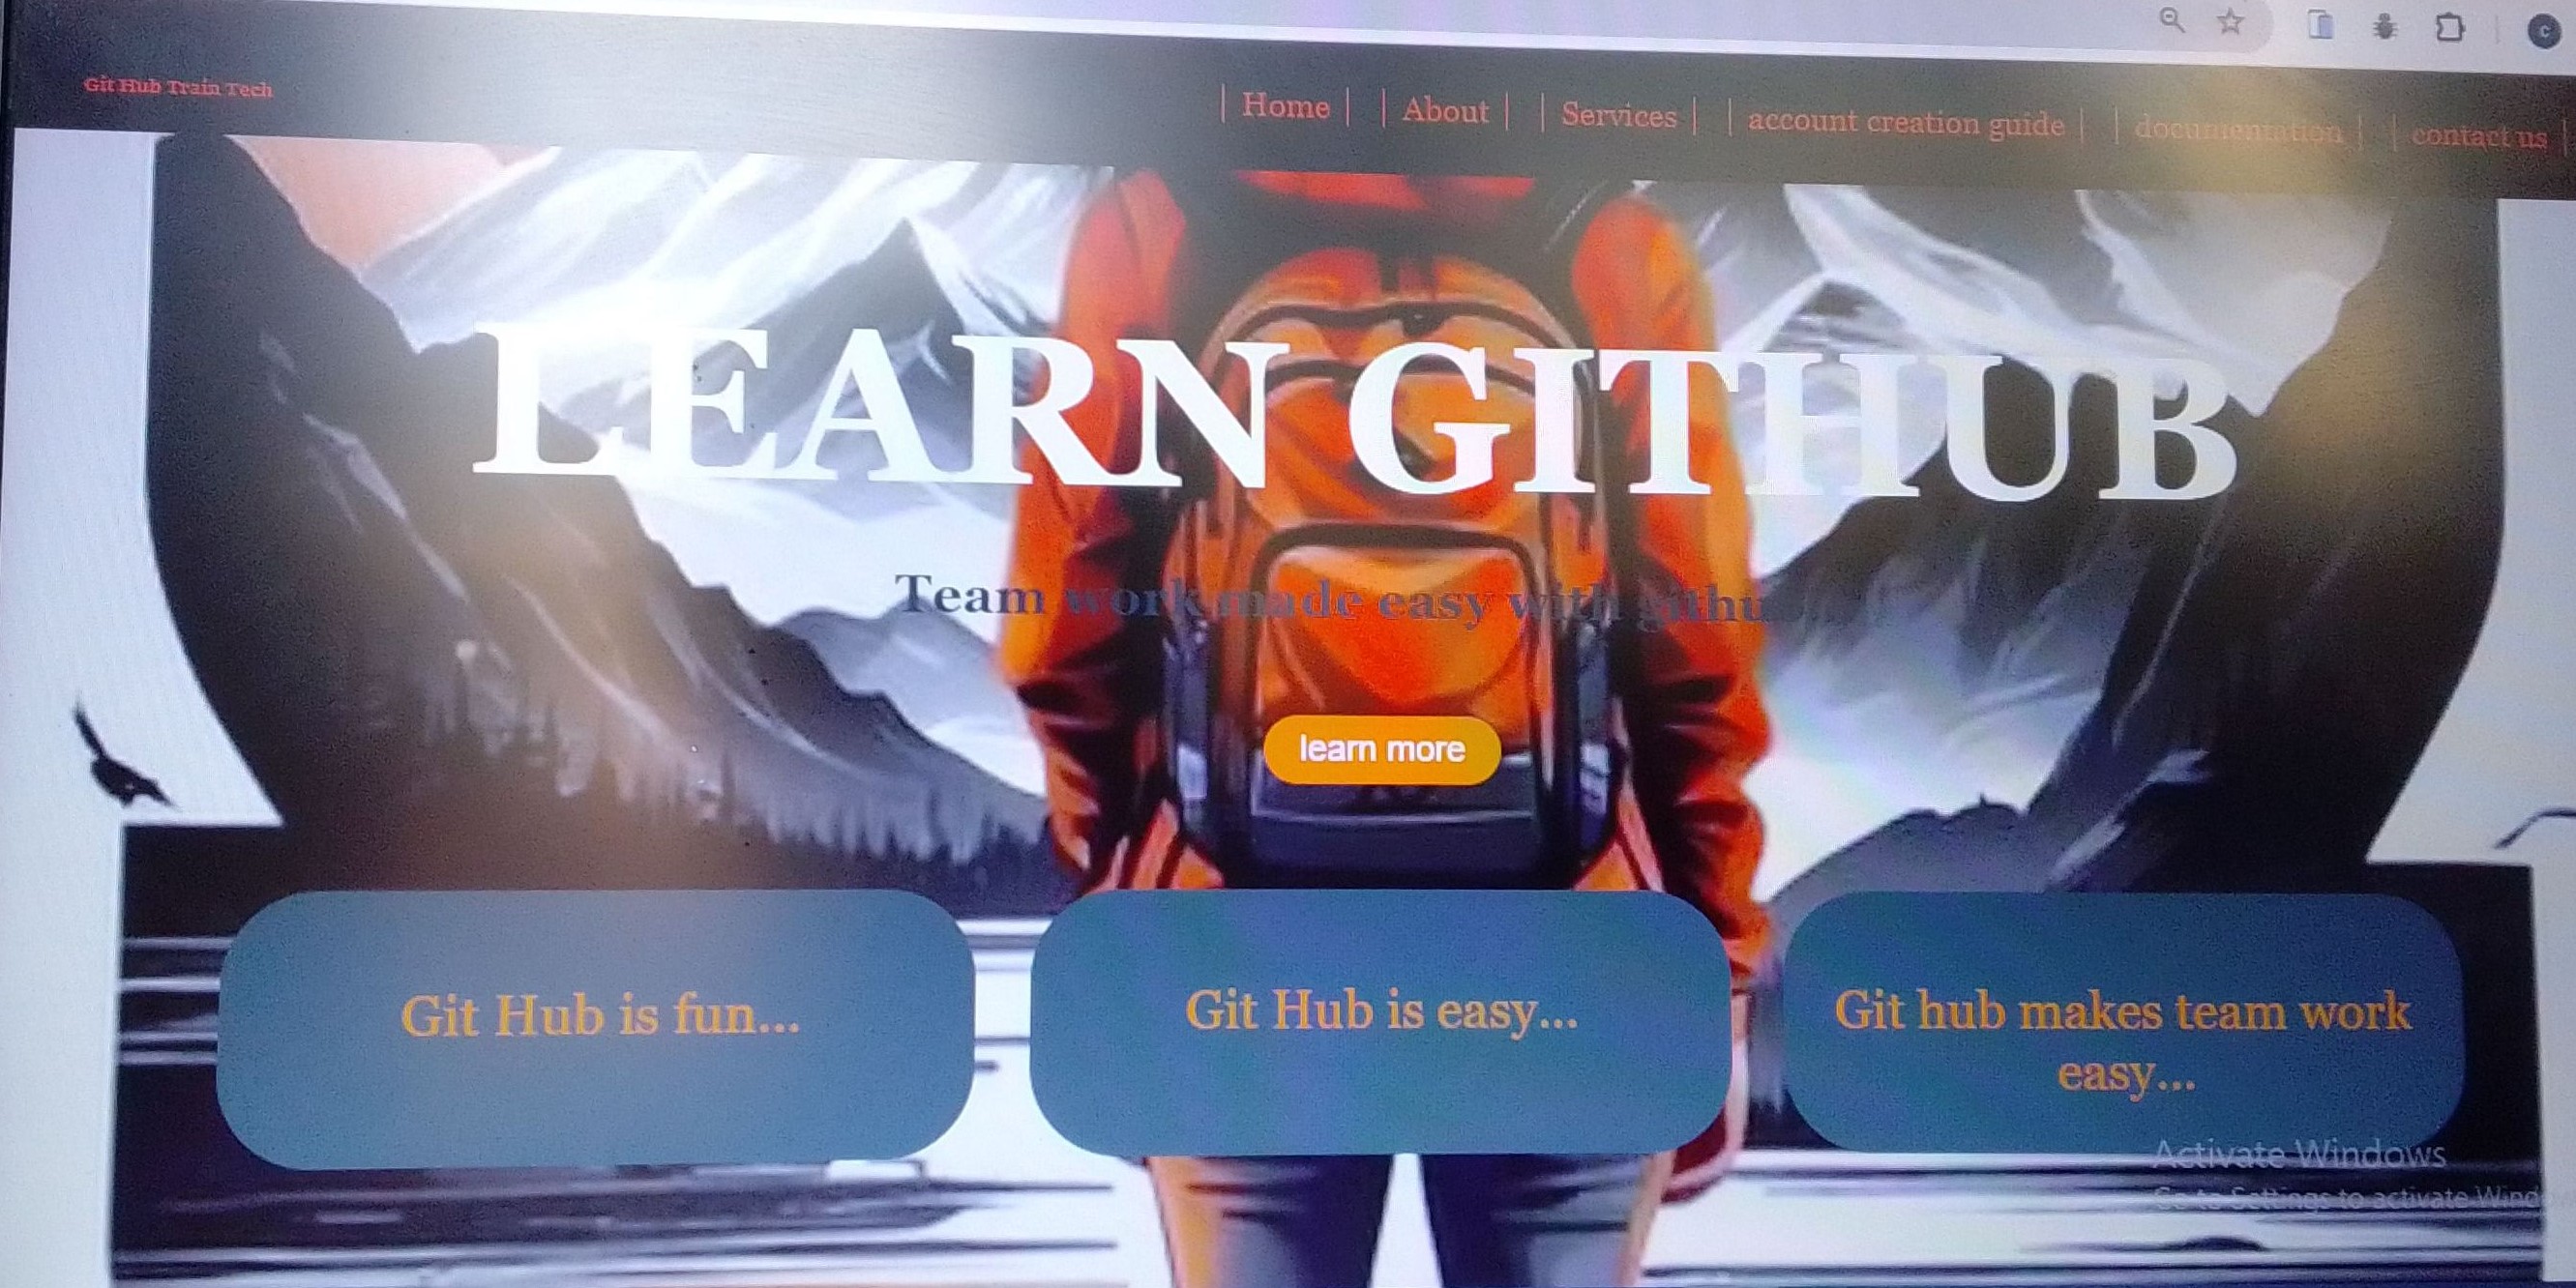 Git Hub Train Tech
| Home | | About | | Services | | account creation guide | | documentation | | contact us |
LEARN GITHUB
Team work made easy with githu
learn more
Git Hub is fun...
Git Hub is easy...
Git hub makes team work
easy...
Activate Windows
Go to Settings to activate Wind